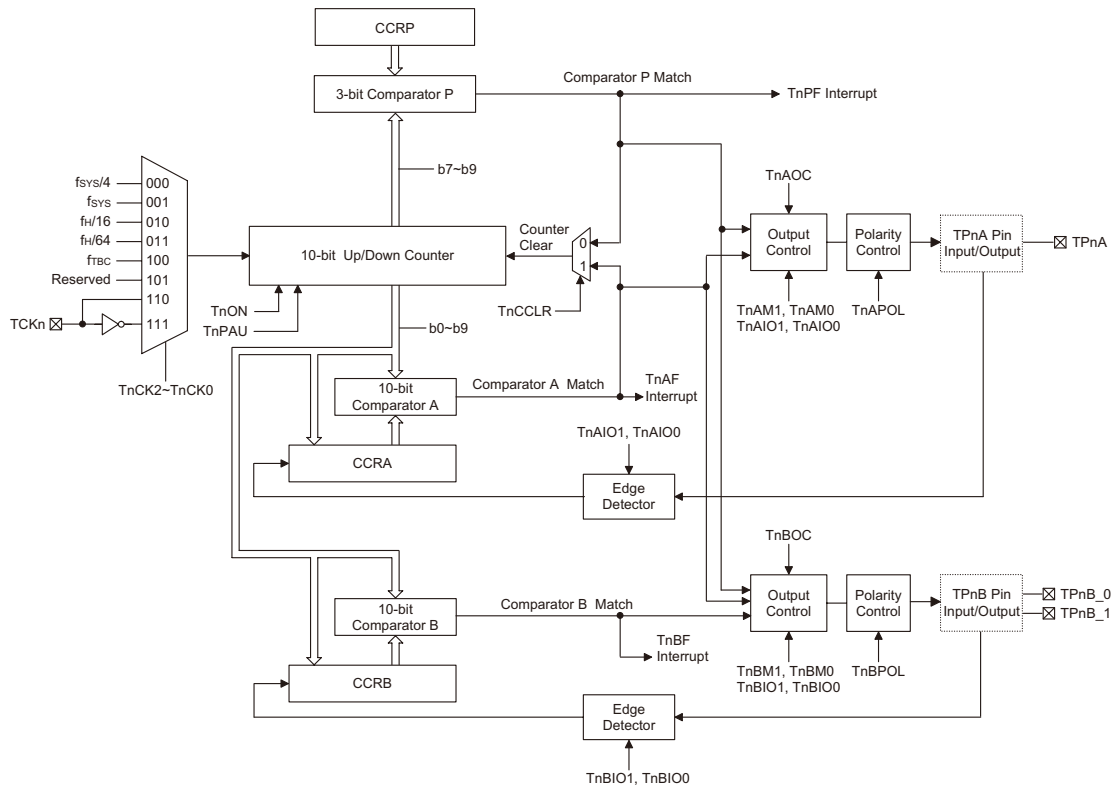 CCRP
3-bit Comparator P
Comparator P Match
TnPF Interrupt
b7~b9
fSYS/4
000
fSYS
001
fH/16
010
fH/64
011
fTBC
100
Reserved
101
110
TCKn
111
TnCK2~TnCK0
10-bit Up/Down Counter
Counter
Clear
0
1
TnCCLR
TnON
TnPAU
b0~b9
TnAOC
Output
Control
Polarity
Control
TPnA Pin
Input/Output
TPnA
TnAM1, TnAM0
TnAIO1, TnAIO0
TnAPOL
10-bit
Comparator A
Comparator A Match
TnAF
Interrupt
CCRA
TnAIO1, TnAIO0
Edge
Detector
TnBOC
Output
Control
Polarity
Control
TPnB Pin
Input/Output
TPnB_0
TPnB_1
10-bit
Comparator B
Comparator B Match
TnBF
Interrupt
TnBM1, TnBM0
TnBIO1, TnBIO0
TnBPOL
CCRB
Edge
Detector
TnBIO1, TnBIO0